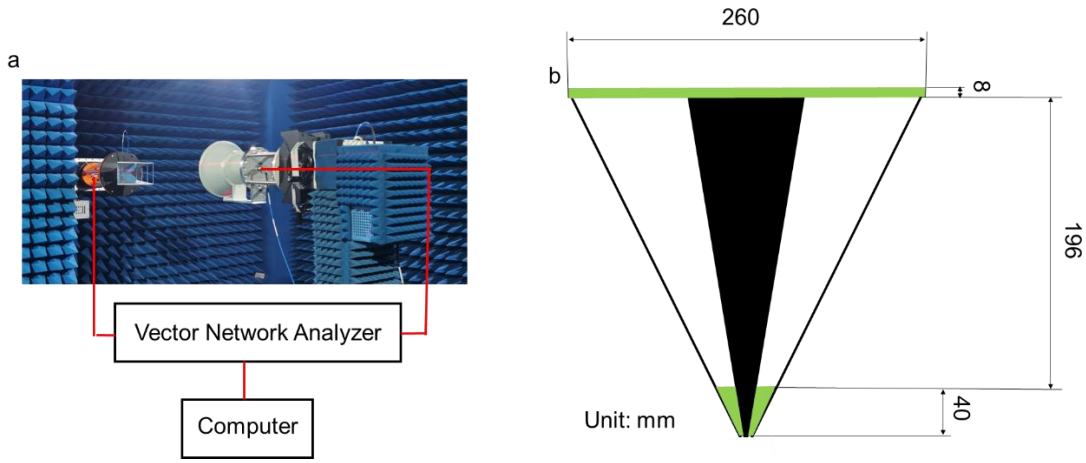 a
Vector Network Analyzer
Computer
260
b
8
196
40
Unit: mm